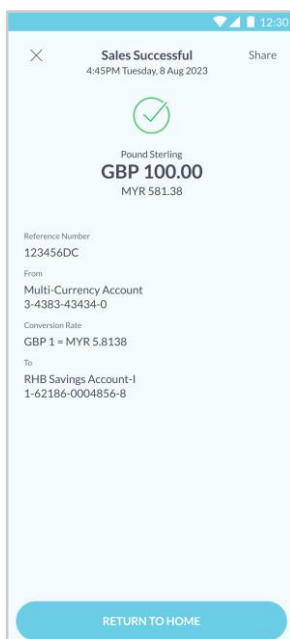 12:30
Sales Successful
Share
4:45PM Tuesday, 8 Aug 2023
Pound Sterling
GBP 100.00
MYR 581.38
Reference Number
123456DC
From
Multi-Currency Account
3-4383-43434-0
Conversion Rate
GBP 1 = MYR 5.8138
To
RHB Savings Account-I
1-62186-0004856-8
RETURN TO HOME